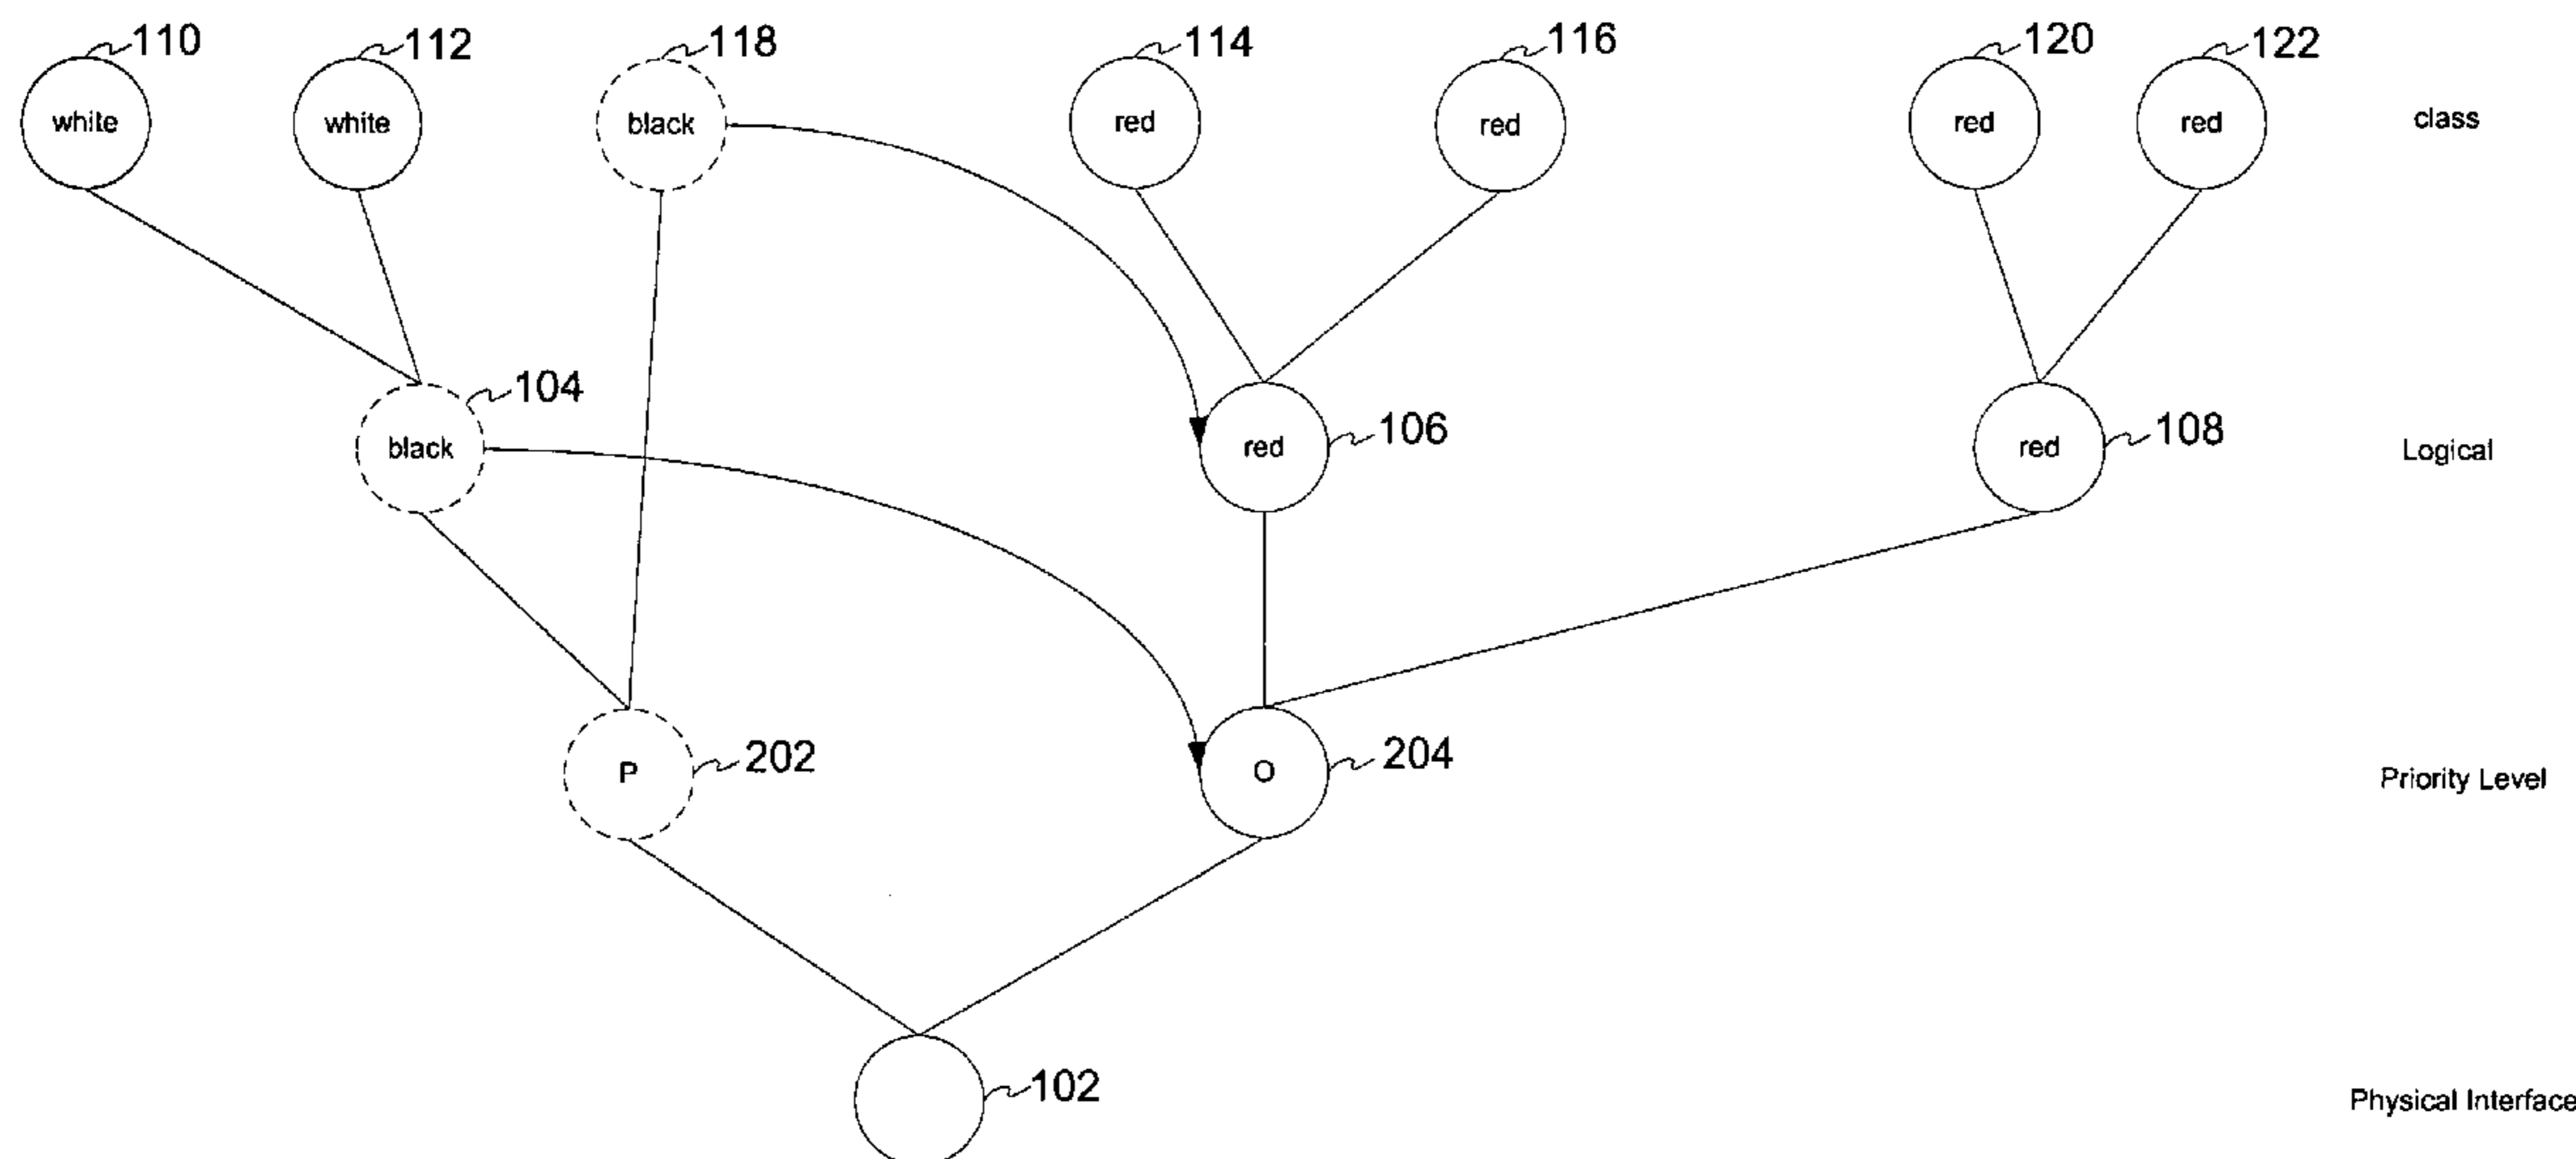 110
112
118
114
116
120
122
white
white
black
red
red
red
red
class
104
black
red
106
red
108
Logical
P
202
O
204
Priority Level
102
Physical Interface